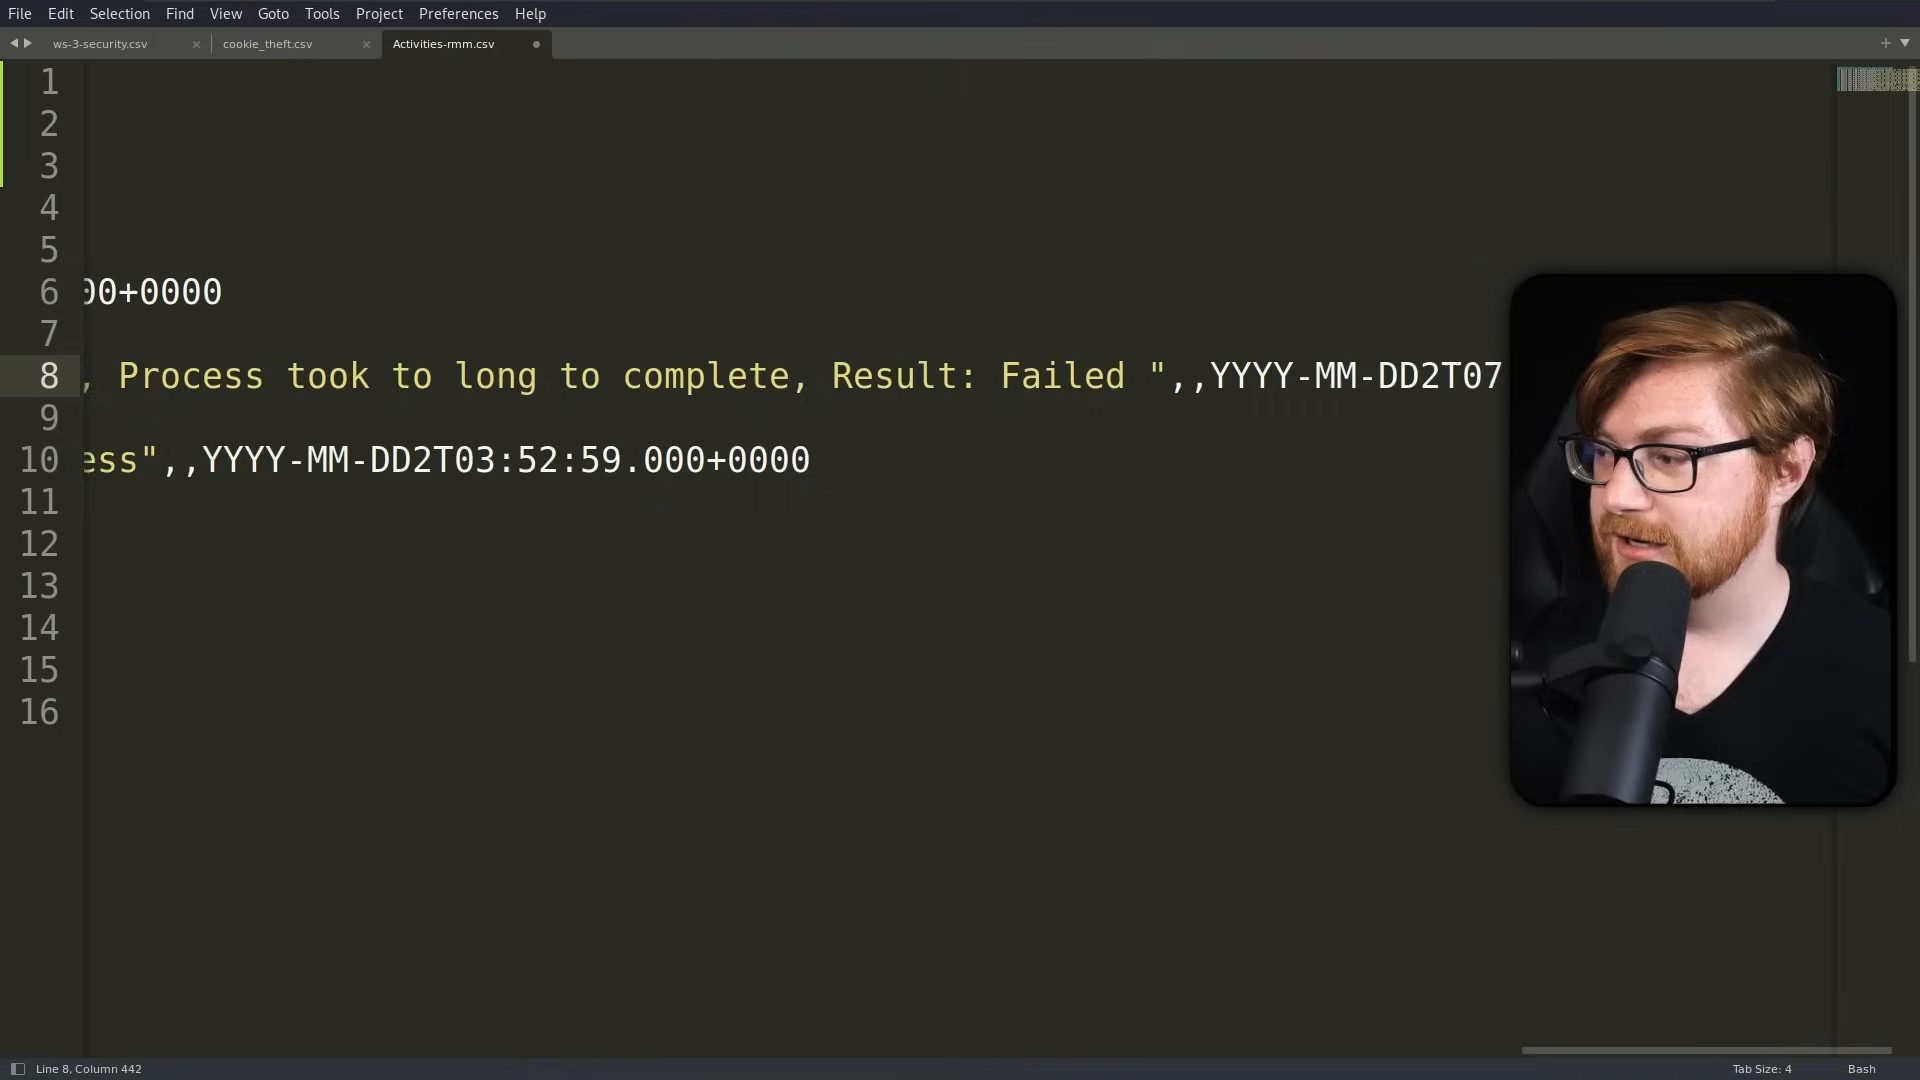 File Edit Selection Find View Goto Tools Project Preferences Help
ws-3-security.csv × cookie_theft.csv × Activities-rmm.csv
1
2
3
4
5
6 00+0000
7
8 , Process took to long to complete, Result: Failed ",,YYYY-MM-DD2T07
9
10 ess",,YYYY-MM-DD2T03:52:59.000+0000
11
12
13
14
15
16
Line 8, Column 442 Tab Size: 4 Bash